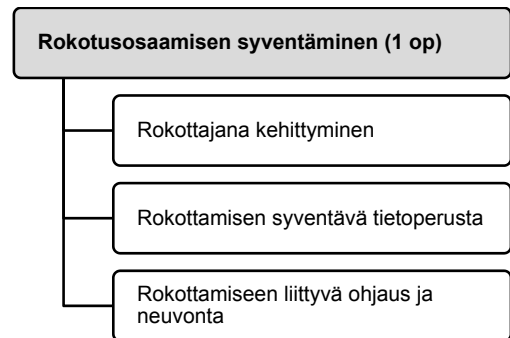 Rokotusosaamisen syventäminen (1 op)
Rokottajana kehittyminen
Rokottamisen syventävä tietoperusta
Rokottamiseen liittyvä ohjaus ja
neuvonta